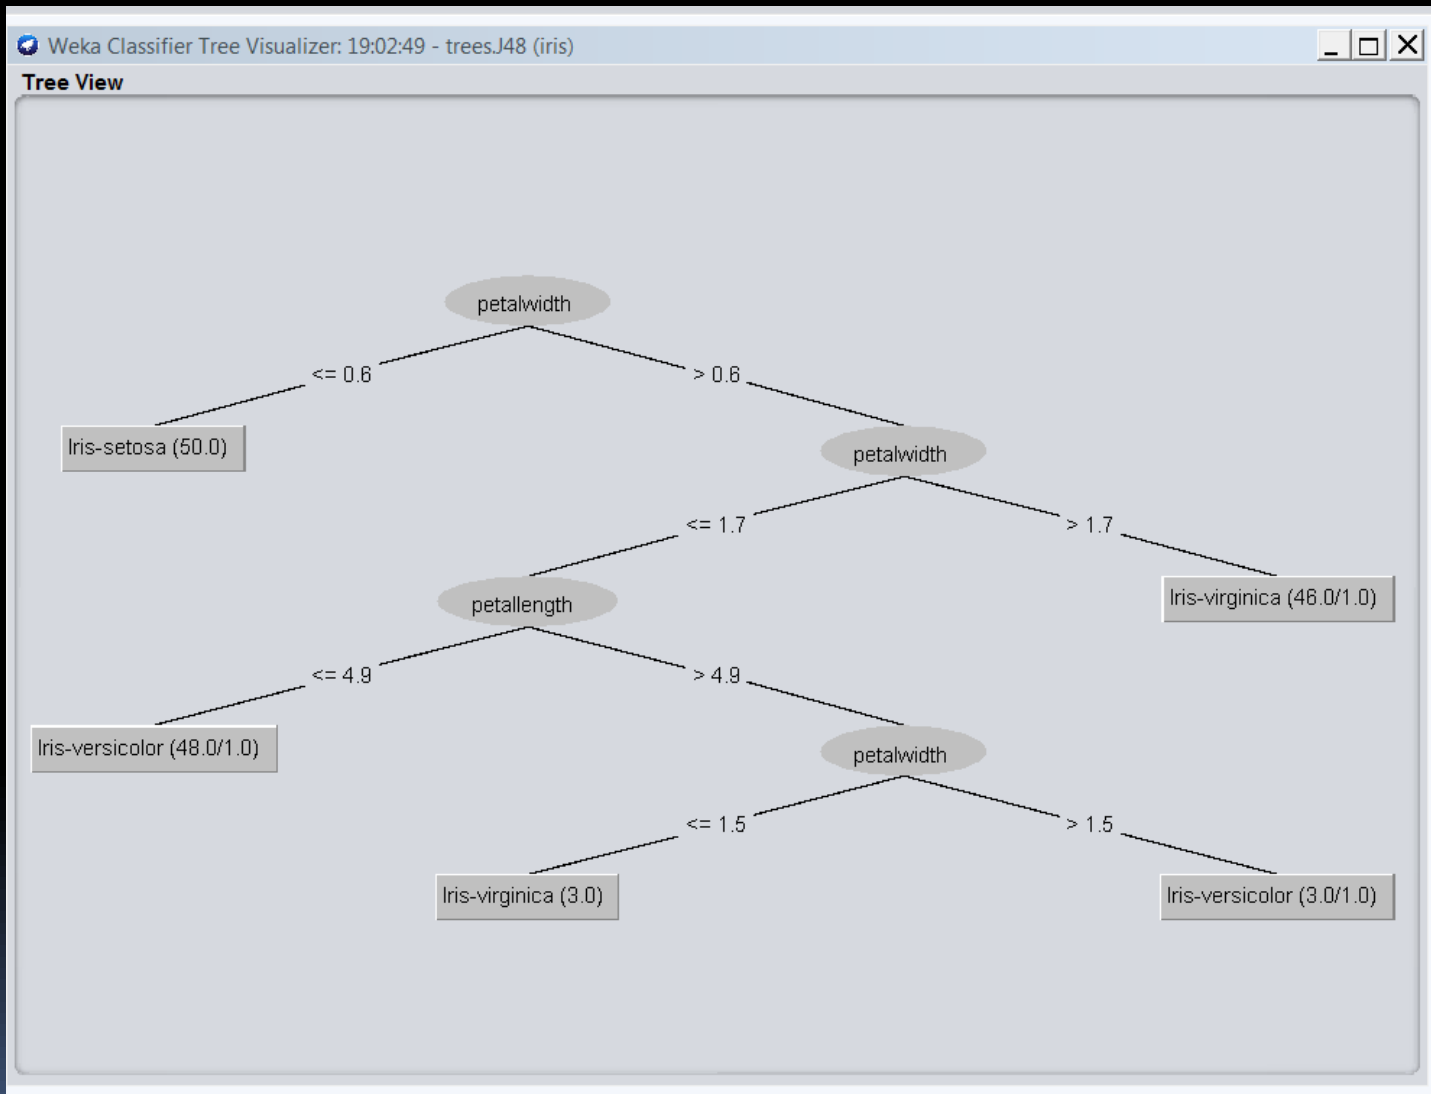 Weka Classifier Tree Visualizer: 19:02:49 - trees.J48 (iris)
Tree View
petalwidth
<= 0.6
> 0.6
Iris-setosa (50.0)
petalwidth
<= 1.7
> 1.7
petallength
Iris-virginica (46.0/1.0)
<= 4.9
> 4.9
Iris-versicolor (48.0/1.0)
petalwidth
<= 1.5
> 1.5
Iris-virginica (3.0)
Iris-versicolor (3.0/1.0)